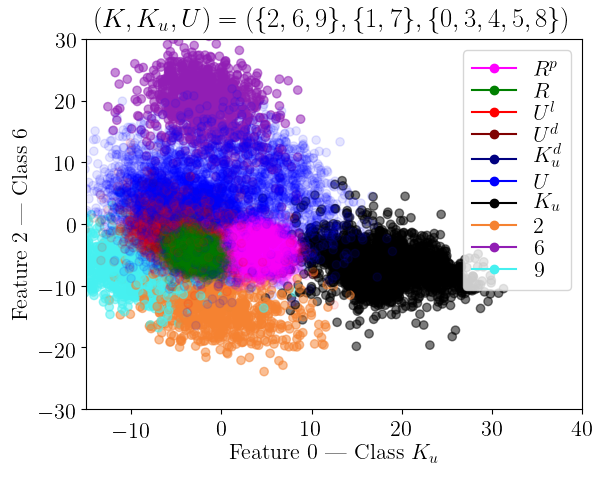 (K, K_u, U) = ({2, 6, 9}, {1, 7}, {0, 3, 4, 5, 8})
30
20
10
0
−10
−20
−30
Feature 2 — Class 6
R^p
R
U^l
U^d
K_u^d
U
K_u
2
6
9
−10
0
10
20
30
40
Feature 0 — Class K_u